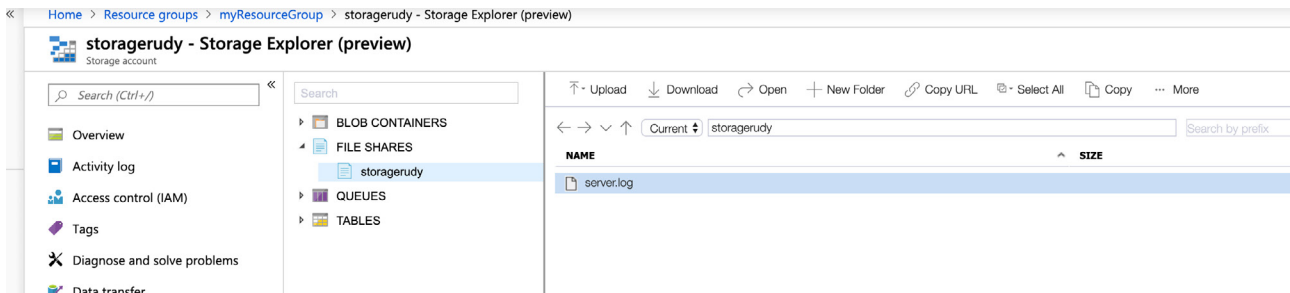 «
Home > Resource groups > myResourceGroup > storagerudy - Storage Explorer (preview)
storagerudy - Storage Explorer (preview)
Storage account
Search (Ctrl+/)
«
Overview
Activity log
Access control (IAM)
Tags
Diagnose and solve problems
Data transfer
Search
BLOB CONTAINERS
FILE SHARES
storagerudy
QUEUES
TABLES
Upload Download Open New Folder Copy URL Select All Copy ... More
Current storagerudy Search by prefix
NAME SIZE
server.log